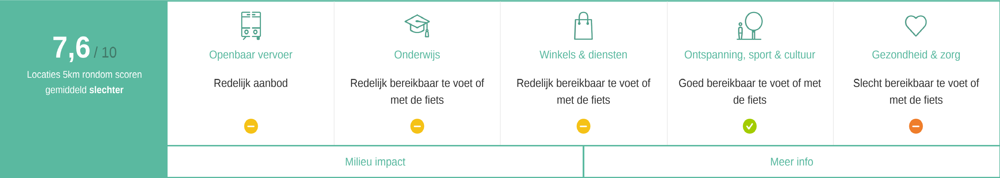 7,6 / 10
Locaties 5km rondom scoren
gemiddeld slechter
Openbaar vervoer
Redelijk aanbod
Onderwijs
Redelijk bereikbaar te voet of
met de fiets
Winkels & diensten
Redelijk bereikbaar te voet of
met de fiets
Ontspanning, sport & cultuur
Goed bereikbaar te voet of met
de fiets
Gezondheid & zorg
Slecht bereikbaar te voet of
met de fiets
Milieu impact
Meer info